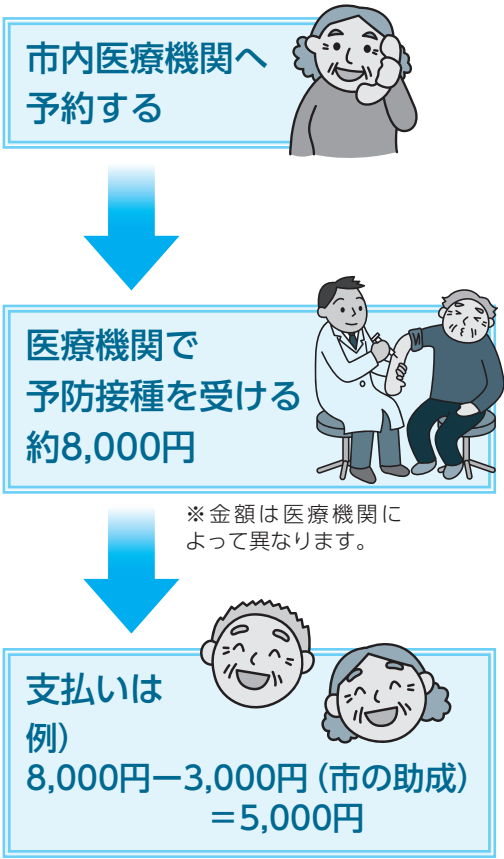 市内医療機関へ
予約する
医療機関で
予防接種を受ける
約8,000円
※金額は医療機関に
よって異なります。
支払いは
例）
8,000円ー3,000円（市の助成）
＝5,000円